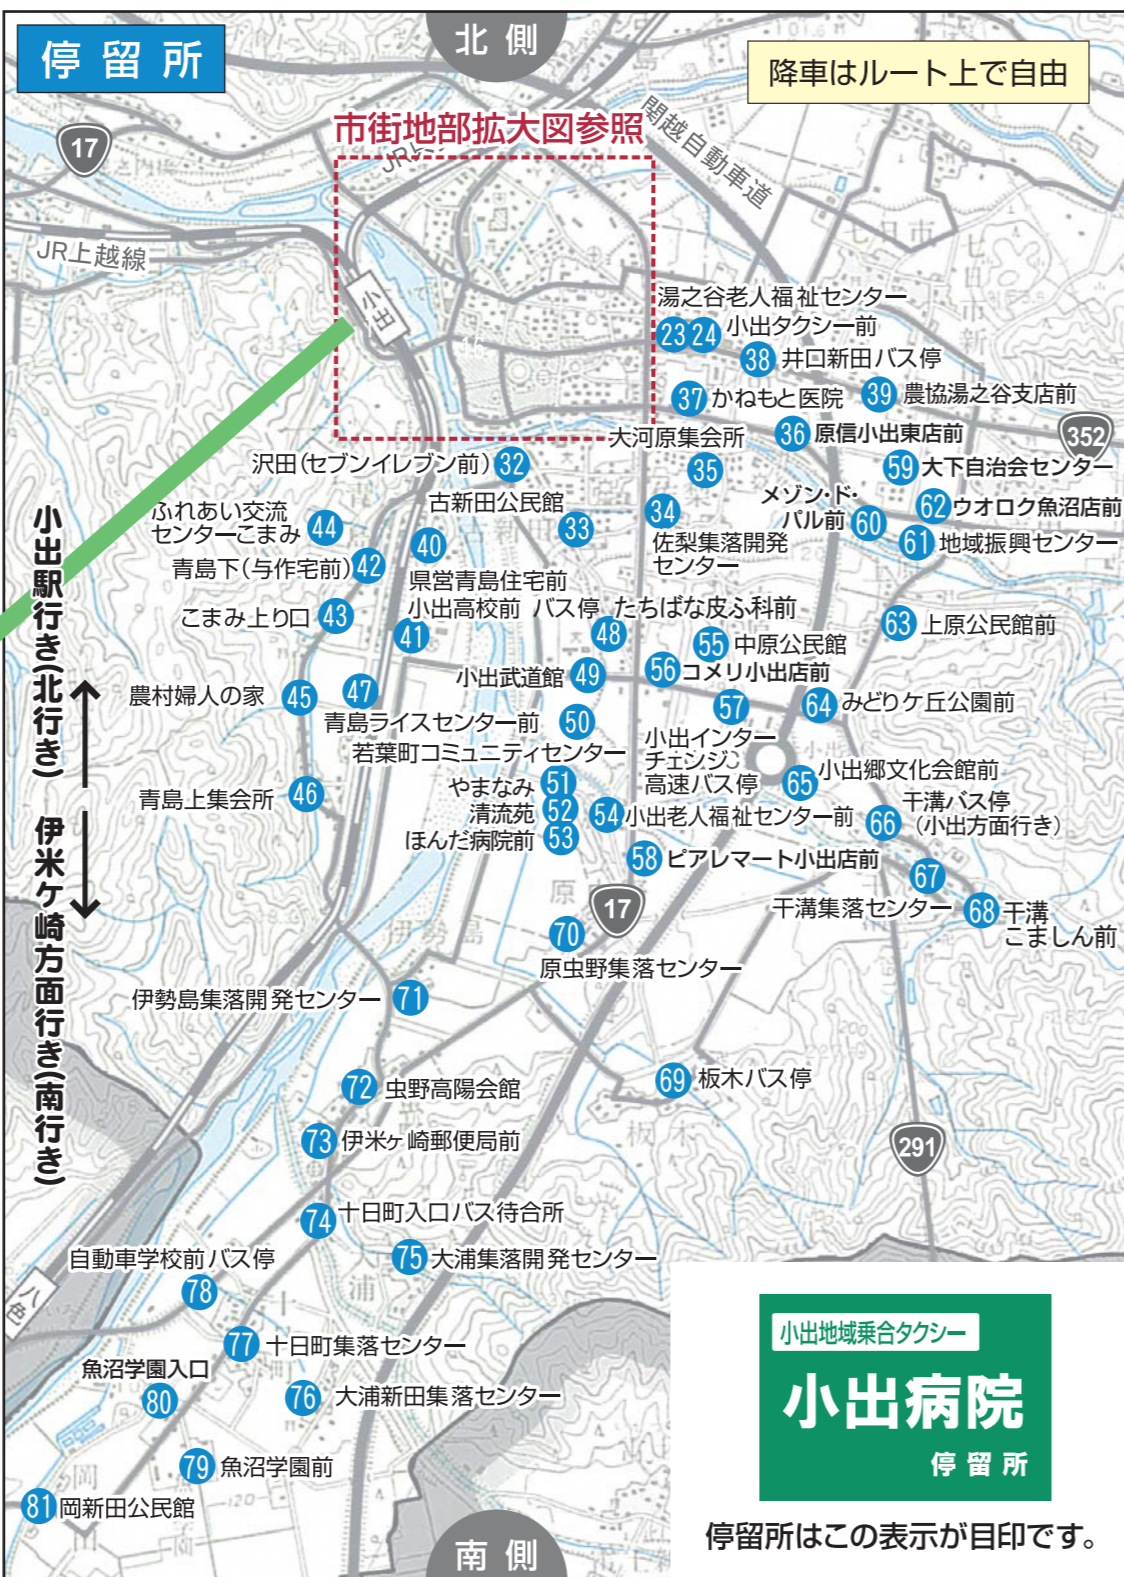 停留所
北側
降車はルート上で自由
市街地部拡大図参照
17
関越自動車道
JR上越線
小出
湯之谷老人福祉センター
23 24 小出タクシー前
38 井口新田バス停
37 かねもと医院
39 農協湯之谷支店前
352
大河原集会所
35
36 原信小出東店前
沢田(セブンイレブン前) 32
59 大下自治会センター
古新田公民館
33
34
佐梨集落開発
センター
メゾン・ド・
パル前 60
62 ウオロク魚沼店前
61 地域振興センター
ふれあい交流
センターこまみ 44
40
県営青島住宅前
青島下(与作宅前) 42
こまみ上り口 43
小出高校前 バス停
41
たちばな皮ふ科前
48
55 中原公民館
63 上原公民館前
小出武道館 49
56 コメリ小出店前
農村婦人の家 45
47
青島ライスセンター前
50
57
小出インター
チェンジ
高速バス停
64 みどりケ丘公園前
若葉町コミュニティセンター
やまなみ 51
清流苑 52
ほんだ病院前 53
54 小出老人福祉センター前
65 小出郷文化会館前
66 干溝バス停
(小出方面行き)
青島上集会所 46
58 ピアレマート小出店前
67
干溝集落センター
68 干溝
こましん前
17
原
70
原虫野集落センター
伊勢島
伊勢島集落開発センター 71
小出駅行き(北行き)
伊米ケ崎方面行き(南行き)
72 虫野高陽会館
69 板木バス停
板木
73 伊米ヶ崎郵便局前
291
74 十日町入口バス待合所
75 大浦集落開発センター
自動車学校前バス停
78
八色
77 十日町集落センター
魚沼学園入口
80
76 大浦新田集落センター
79 魚沼学園前
81 岡新田公民館
南側
小出地域乗合タクシー
小出病院
停留所
停留所はこの表示が目印です。